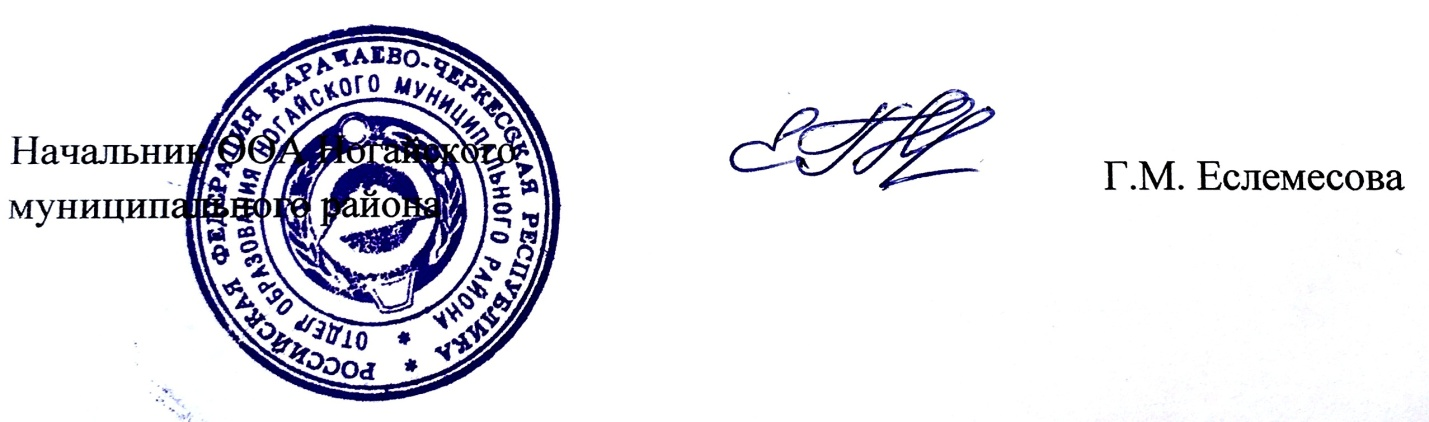 Начальник ООА Ногайского
муниципального района
Г.М. Еслемесова
РОССИЙСКАЯ ФЕДЕРАЦИЯ КАРАЧАЕВО-ЧЕРКЕССКАЯ РЕСПУБЛИКА *
ОТДЕЛ ОБРАЗОВАНИЯ НОГАЙСКОГО МУНИЦИПАЛЬНОГО РАЙОНА *